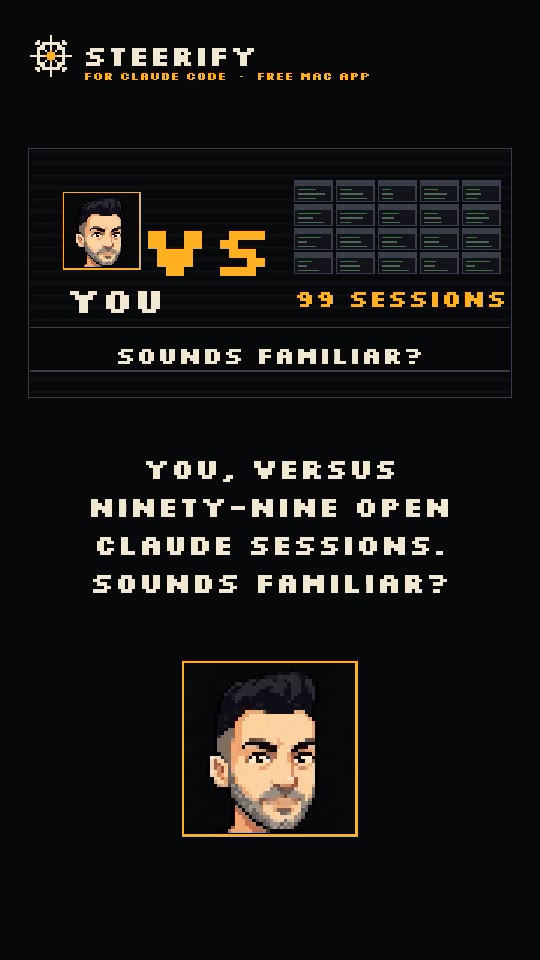 STEERIFY
FOR CLAUDE CODE - FREE MAC APP
VS
YOU
99 SESSIONS
SOUNDS FAMILIAR?
YOU, VERSUS
NINETY-NINE OPEN
CLAUDE SESSIONS.
SOUNDS FAMILIAR?